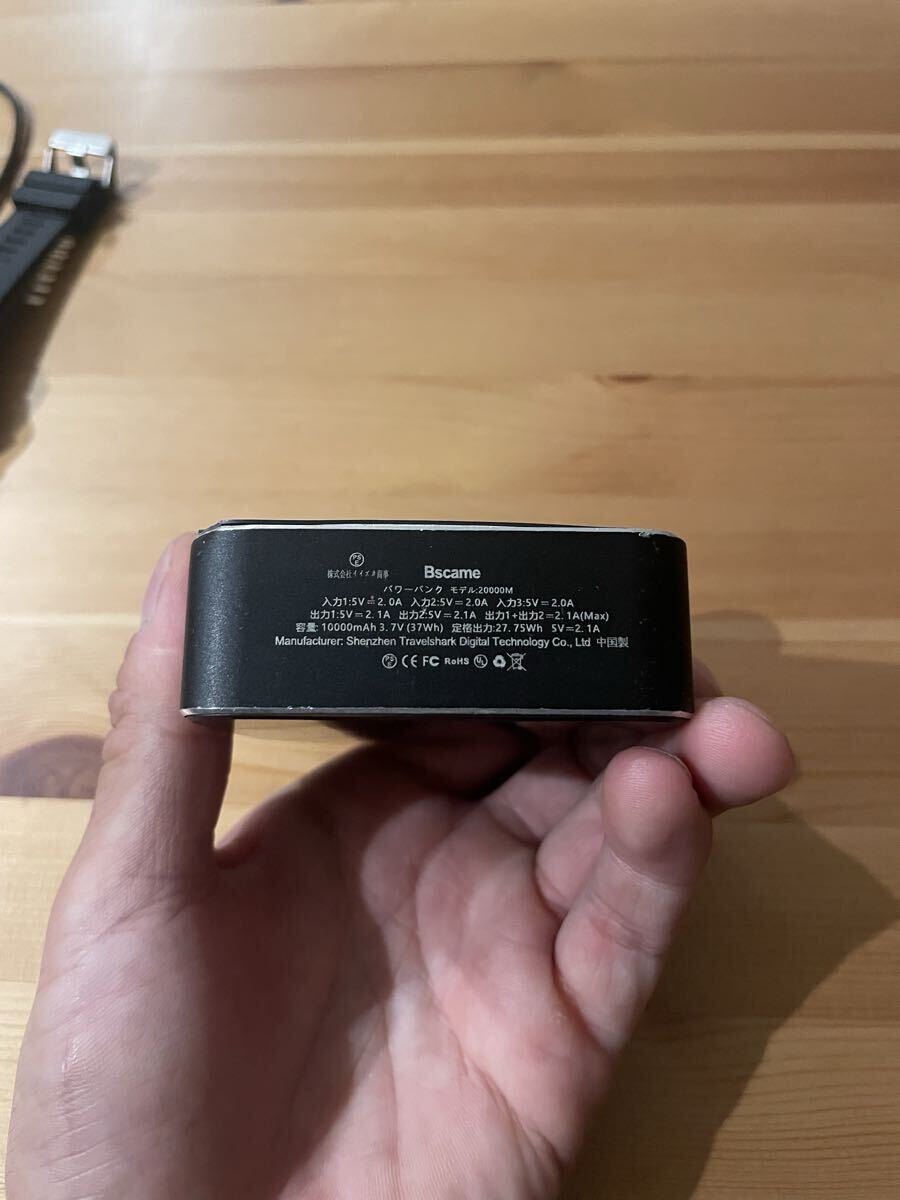 PSE
株式会社イイズカ商事 Bscame
パワーバンク モデル:20000M
入力1:5V⎓2.0A 入力2:5V⎓2.0A 入力3:5V⎓2.0A
出力1:5V⎓2.1A 出力2:5V⎓2.1A 出力1+出力2⎓2.1A(Max)
容量: 10000mAh 3.7V (37Wh) 定格出力:27.75Wh 5V⎓2.1A
Manufacturer: Shenzhen Travelshark Digital Technology Co., Ltd 中国製
PSE CE FC RoHS UL